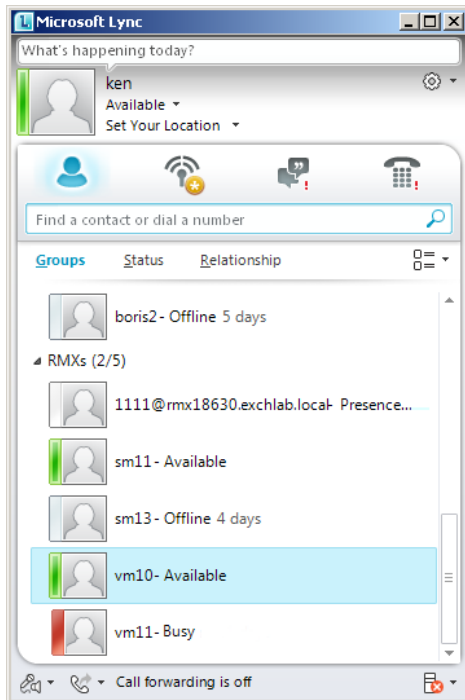 Microsoft Lync
What's happening today?
ken
Available
Set Your Location
Find a contact or dial a number
Groups Status Relationship
boris2 - Offline 5 days
RMXs (2/5)
1111@rmx18630.exchlab.local- Presence...
sm11 - Available
sm13 - Offline 4 days
vm10 - Available
vm11 - Busy
Call forwarding is off